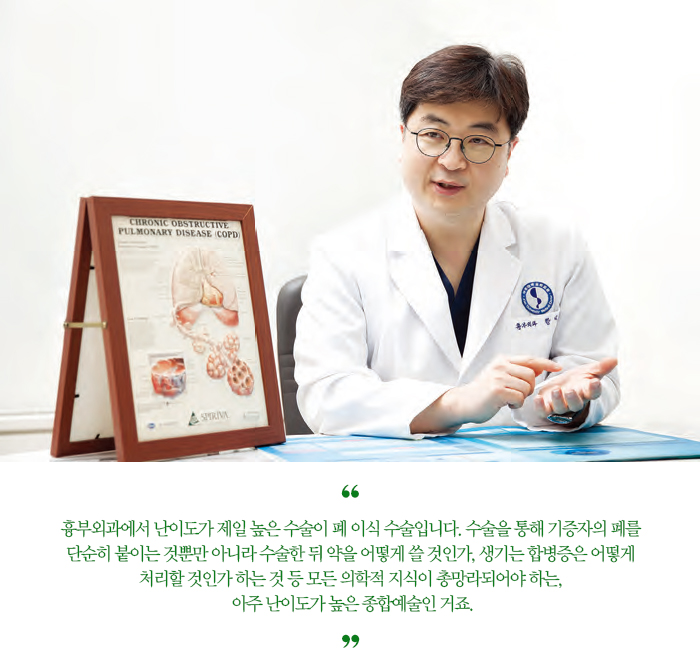 CHRONIC OBSTRUCTIVE
PULMONARY DISEASE (COPD)
SPIRIVA
흉부외과
“
흉부외과에서 난이도가 제일 높은 수술이 폐 이식 수술입니다. 수술을 통해 기증자의 폐를
단순히 붙이는 것뿐만 아니라 수술한 뒤 약을 어떻게 쓸 것인가, 생기는 합병증은 어떻게
처리할 것인가 하는 것 등 모든 의학적 지식이 총망라되어야 하는,
아주 난이도가 높은 종합예술인 거죠.
”